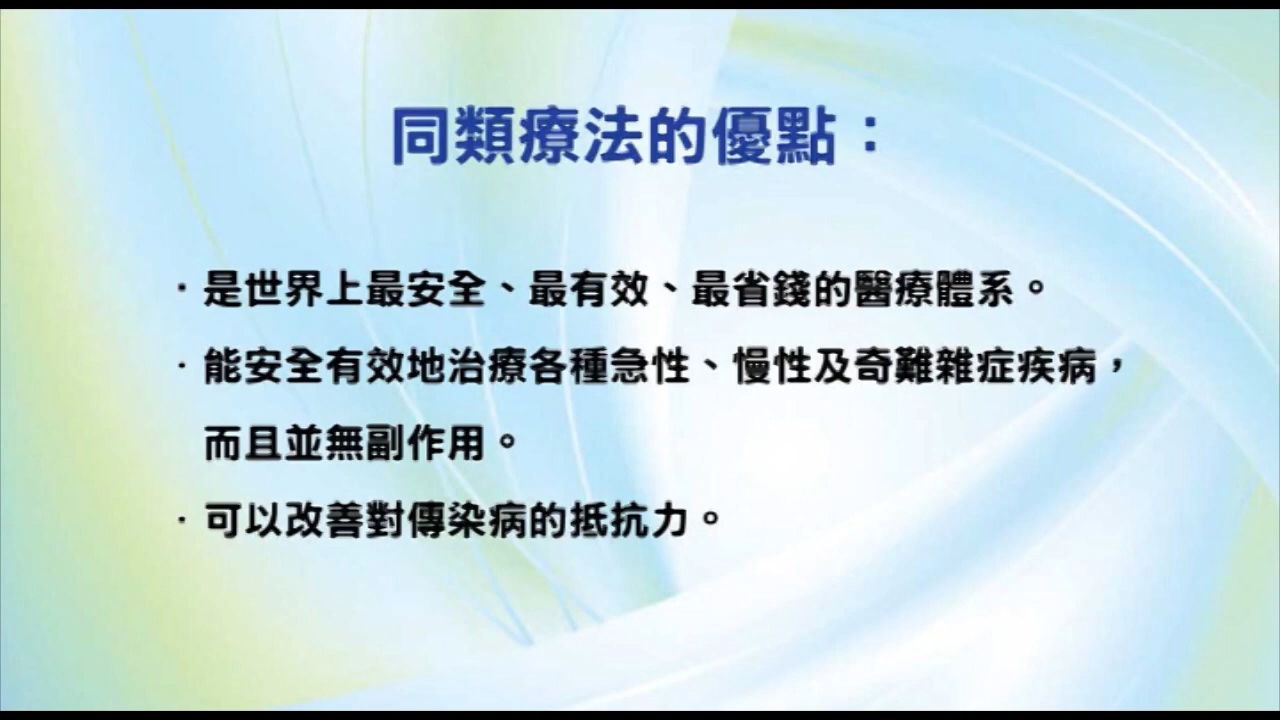 同類療法的優點：
· 是世界上最安全、最有效、最省錢的醫療體系。
· 能安全有效地治療各種急性、慢性及奇難雜症疾病，
而且並無副作用。
· 可以改善對傳染病的抵抗力。